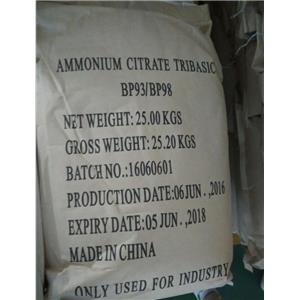 AMMONIUM CITRATE TRIBASIC
BP93/BP98
NET WEIGHT: 25.00 KGS
GROSS WEIGHT: 25.20 KGS
BATCH NO.:16060601
PRODUCTION DATE:06 JUN . ,2016
EXPIRY DATE:05 JUN . ,2018
MADE IN CHINA
ONLY USED FOR INDUSTRY